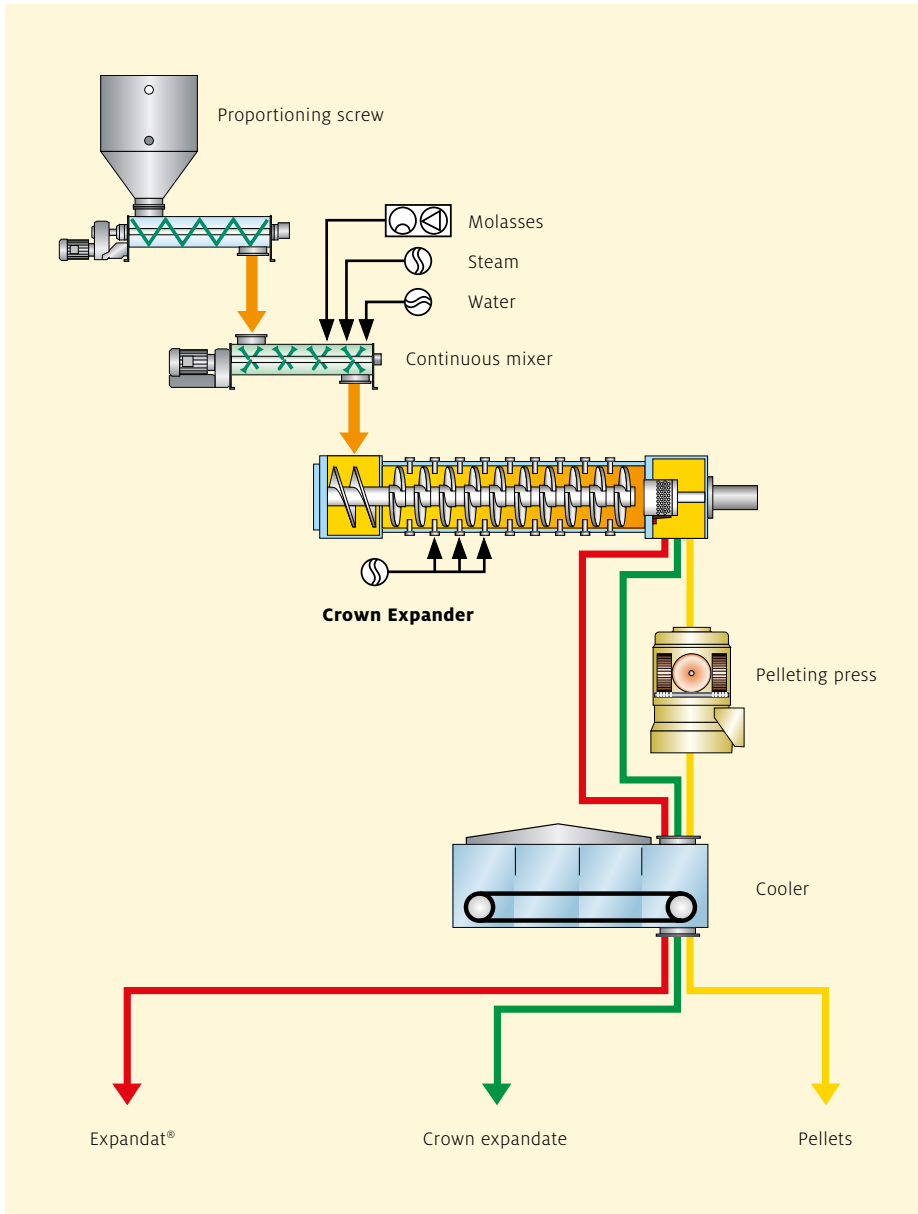 Proportioning screw
Molasses
Steam
Water
Continuous mixer
Crown Expander
Pelleting press
Cooler
Expandat®
Crown expandate
Pellets